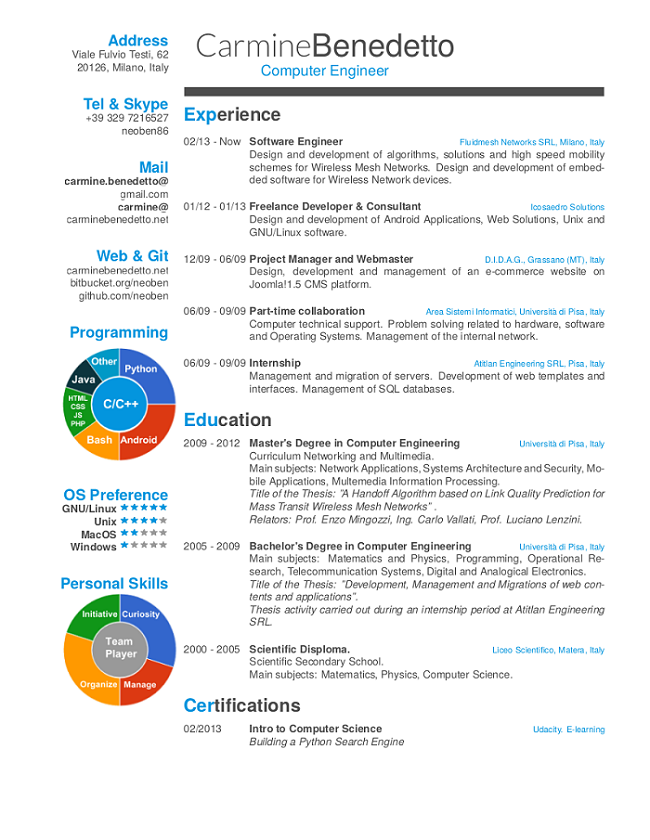 Address
Viale Fulvio Testi, 62
20126, Milano, Italy
Tel & Skype
+39 329 7216527
neoben86
Mail
carmine.benedetto@
gmail.com
carmine@
carminebenedetto.net
Web & Git
carminebenedetto.net
bitbucket.org/neoben
github.com/neoben
Programming
Other
Python
Java
HTML
CSS
JS
PHP
C/C++
Bash
Android
OS Preference
GNU/Linux ★★★★★
Unix ★★★★★
MacOS ★★★★★
Windows ★★★★★
Personal Skills
Initiative
Curiosity
Team
Player
Organize
Manage
CarmineBenedetto
Computer Engineer
Experience
02/13 - Now Software Engineer Fluidmesh Networks SRL, Milano, Italy
Design and development of algorithms, solutions and high speed mobility
schemes for Wireless Mesh Networks. Design and development of embed-
ded software for Wireless Network devices.
01/12 - 01/13 Freelance Developer & Consultant Icosaedro Solutions
Design and development of Android Applications, Web Solutions, Unix and
GNU/Linux software.
12/09 - 06/09 Project Manager and Webmaster D.I.D.A.G., Grassano (MT), Italy
Design, development and management of an e-commerce website on
Joomla!1.5 CMS platform.
06/09 - 09/09 Part-time collaboration Area Sistemi Informatici, Università di Pisa, Italy
Computer technical support. Problem solving related to hardware, software
and Operating Systems. Management of the internal network.
06/09 - 09/09 Internship Atitlan Engineering SRL, Pisa, Italy
Management and migration of servers. Development of web templates and
interfaces. Management of SQL databases.
Education
2009 - 2012 Master's Degree in Computer Engineering Università di Pisa, Italy
Curriculum Networking and Multimedia.
Main subjects: Network Applications, Systems Architecture and Security, Mo-
bile Applications, Multemedia Information Processing.
Title of the Thesis: "A Handoff Algorithm based on Link Quality Prediction for
Mass Transit Wireless Mesh Networks" .
Relators: Prof. Enzo Mingozzi, Ing. Carlo Vallati, Prof. Luciano Lenzini.
2005 - 2009 Bachelor's Degree in Computer Engineering Università di Pisa, Italy
Main subjects: Matematics and Physics, Programming, Operational Re-
search, Telecommunication Systems, Digital and Analogical Electronics.
Title of the Thesis: "Development, Management and Migrations of web con-
tents and applications".
Thesis activity carried out during an internship period at Atitlan Engineering
SRL.
2000 - 2005 Scientific Disploma. Liceo Scientifico, Matera, Italy
Scientific Secondary School.
Main subjects: Matematics, Physics, Computer Science.
Certifications
02/2013 Intro to Computer Science Udacity. E-learning
Building a Python Search Engine